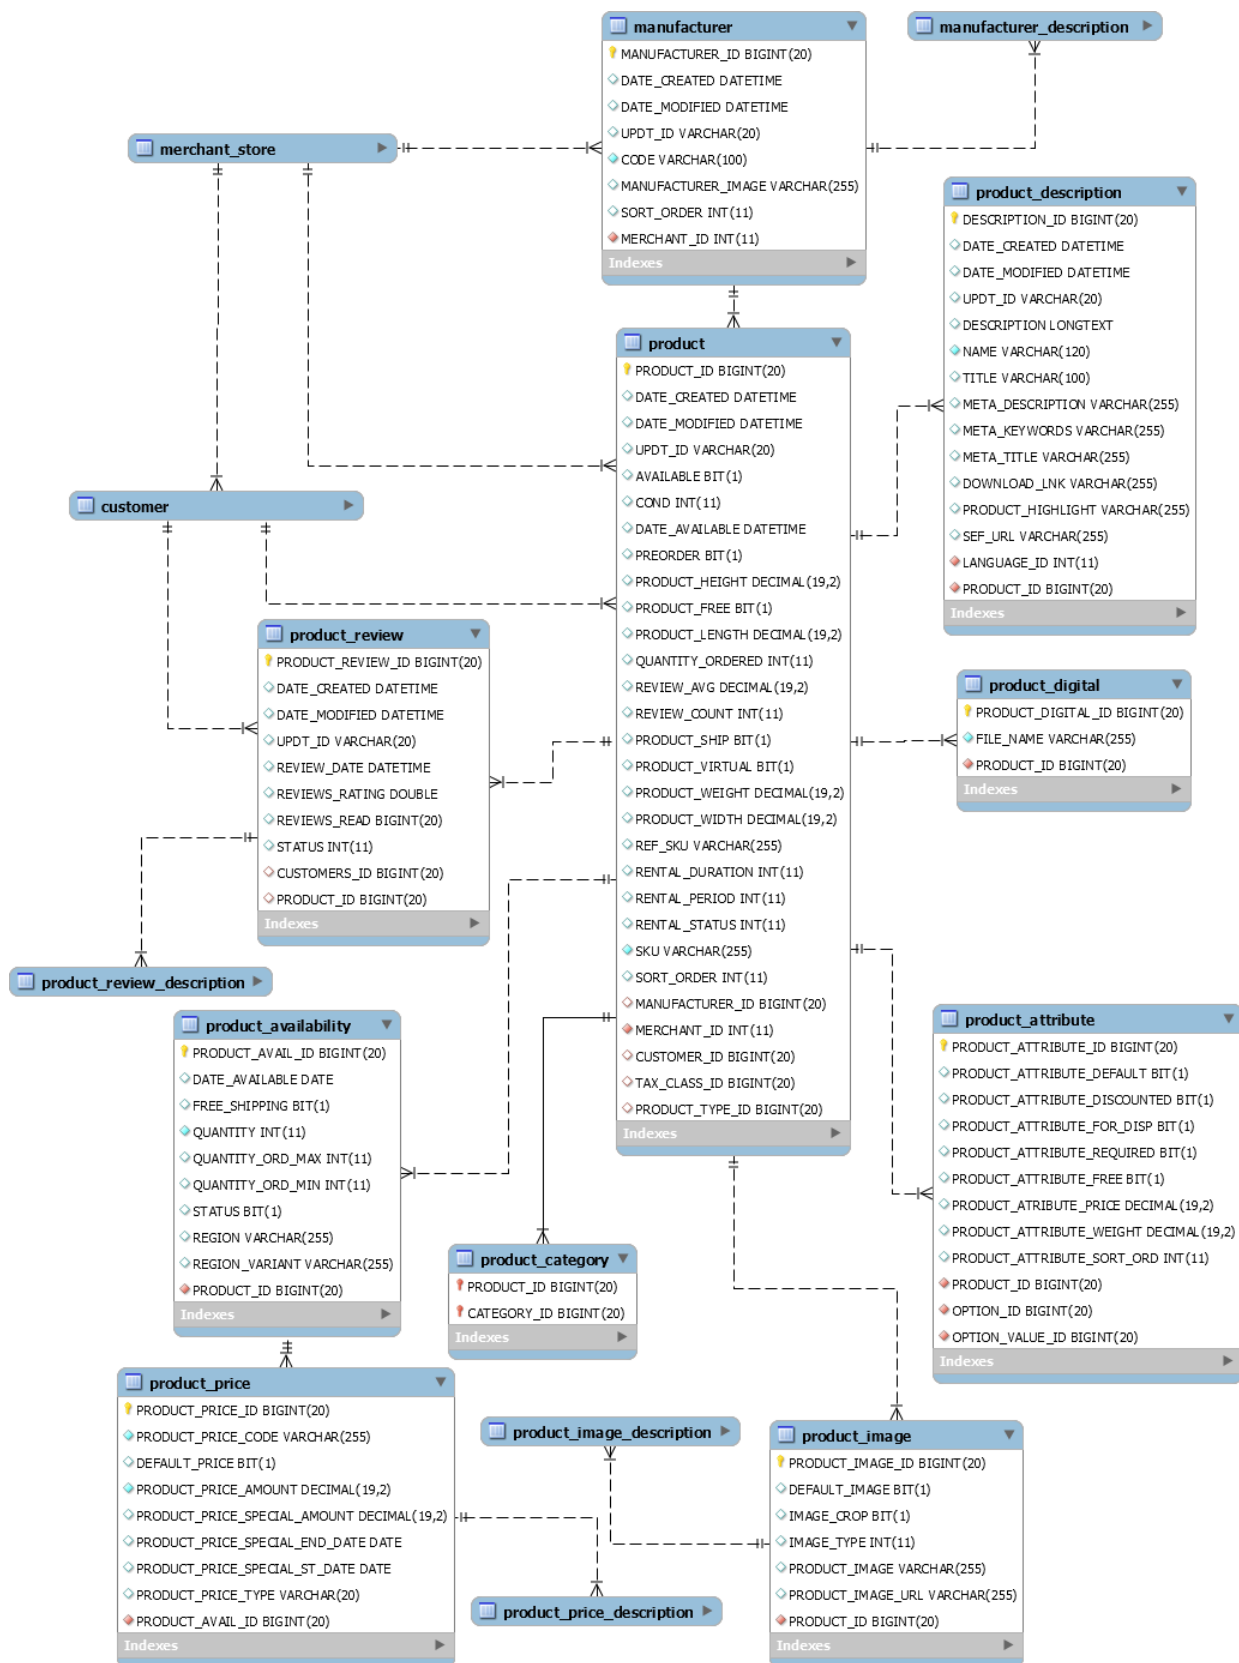 manufacturer
MANUFACTURER_ID BIGINT(20)
DATE_CREATED DATETIME
DATE_MODIFIED DATETIME
UPDT_ID VARCHAR(20)
CODE VARCHAR(100)
MANUFACTURER_IMAGE VARCHAR(255)
SORT_ORDER INT(11)
MERCHANT_ID INT(11)
Indexes
manufacturer_description
merchant_store
product_description
DESCRIPTION_ID BIGINT(20)
DATE_CREATED DATETIME
DATE_MODIFIED DATETIME
UPDT_ID VARCHAR(20)
DESCRIPTION LONGTEXT
NAME VARCHAR(120)
TITLE VARCHAR(100)
META_DESCRIPTION VARCHAR(255)
META_KEYWORDS VARCHAR(255)
META_TITLE VARCHAR(255)
DOWNLOAD_LNK VARCHAR(255)
PRODUCT_HIGHLIGHT VARCHAR(255)
SEF_URL VARCHAR(255)
LANGUAGE_ID INT(11)
PRODUCT_ID BIGINT(20)
Indexes
product
PRODUCT_ID BIGINT(20)
DATE_CREATED DATETIME
DATE_MODIFIED DATETIME
UPDT_ID VARCHAR(20)
AVAILABLE BIT(1)
COND INT(11)
DATE_AVAILABLE DATETIME
PREORDER BIT(1)
PRODUCT_HEIGHT DECIMAL(19,2)
PRODUCT_FREE BIT(1)
PRODUCT_LENGTH DECIMAL(19,2)
QUANTITY_ORDERED INT(11)
REVIEW_AVG DECIMAL(19,2)
REVIEW_COUNT INT(11)
PRODUCT_SHIP BIT(1)
PRODUCT_VIRTUAL BIT(1)
PRODUCT_WEIGHT DECIMAL(19,2)
PRODUCT_WIDTH DECIMAL(19,2)
REF_SKU VARCHAR(255)
RENTAL_DURATION INT(11)
RENTAL_PERIOD INT(11)
RENTAL_STATUS INT(11)
SKU VARCHAR(255)
SORT_ORDER INT(11)
MANUFACTURER_ID BIGINT(20)
MERCHANT_ID INT(11)
CUSTOMER_ID BIGINT(20)
TAX_CLASS_ID BIGINT(20)
PRODUCT_TYPE_ID BIGINT(20)
Indexes
customer
product_review
PRODUCT_REVIEW_ID BIGINT(20)
DATE_CREATED DATETIME
DATE_MODIFIED DATETIME
UPDT_ID VARCHAR(20)
REVIEW_DATE DATETIME
REVIEWS_RATING DOUBLE
REVIEWS_READ BIGINT(20)
STATUS INT(11)
CUSTOMERS_ID BIGINT(20)
PRODUCT_ID BIGINT(20)
Indexes
product_digital
PRODUCT_DIGITAL_ID BIGINT(20)
FILE_NAME VARCHAR(255)
PRODUCT_ID BIGINT(20)
Indexes
product_review_description
product_availability
PRODUCT_AVAIL_ID BIGINT(20)
DATE_AVAILABLE DATE
FREE_SHIPPING BIT(1)
QUANTITY INT(11)
QUANTITY_ORD_MAX INT(11)
QUANTITY_ORD_MIN INT(11)
STATUS BIT(1)
REGION VARCHAR(255)
REGION_VARIANT VARCHAR(255)
PRODUCT_ID BIGINT(20)
Indexes
product_attribute
PRODUCT_ATTRIBUTE_ID BIGINT(20)
PRODUCT_ATTRIBUTE_DEFAULT BIT(1)
PRODUCT_ATTRIBUTE_DISCOUNTED BIT(1)
PRODUCT_ATTRIBUTE_FOR_DISP BIT(1)
PRODUCT_ATTRIBUTE_REQUIRED BIT(1)
PRODUCT_ATTRIBUTE_FREE BIT(1)
PRODUCT_ATRIBUTE_PRICE DECIMAL(19,2)
PRODUCT_ATTRIBUTE_WEIGHT DECIMAL(19,2)
PRODUCT_ATTRIBUTE_SORT_ORD INT(11)
PRODUCT_ID BIGINT(20)
OPTION_ID BIGINT(20)
OPTION_VALUE_ID BIGINT(20)
Indexes
product_category
PRODUCT_ID BIGINT(20)
CATEGORY_ID BIGINT(20)
Indexes
product_price
PRODUCT_PRICE_ID BIGINT(20)
PRODUCT_PRICE_CODE VARCHAR(255)
DEFAULT_PRICE BIT(1)
PRODUCT_PRICE_AMOUNT DECIMAL(19,2)
PRODUCT_PRICE_SPECIAL_AMOUNT DECIMAL(19,2)
PRODUCT_PRICE_SPECIAL_END_DATE DATE
PRODUCT_PRICE_SPECIAL_ST_DATE DATE
PRODUCT_PRICE_TYPE VARCHAR(20)
PRODUCT_AVAIL_ID BIGINT(20)
Indexes
product_image_description
product_price_description
product_image
PRODUCT_IMAGE_ID BIGINT(20)
DEFAULT_IMAGE BIT(1)
IMAGE_CROP BIT(1)
IMAGE_TYPE INT(11)
PRODUCT_IMAGE VARCHAR(255)
PRODUCT_IMAGE_URL VARCHAR(255)
PRODUCT_ID BIGINT(20)
Indexes